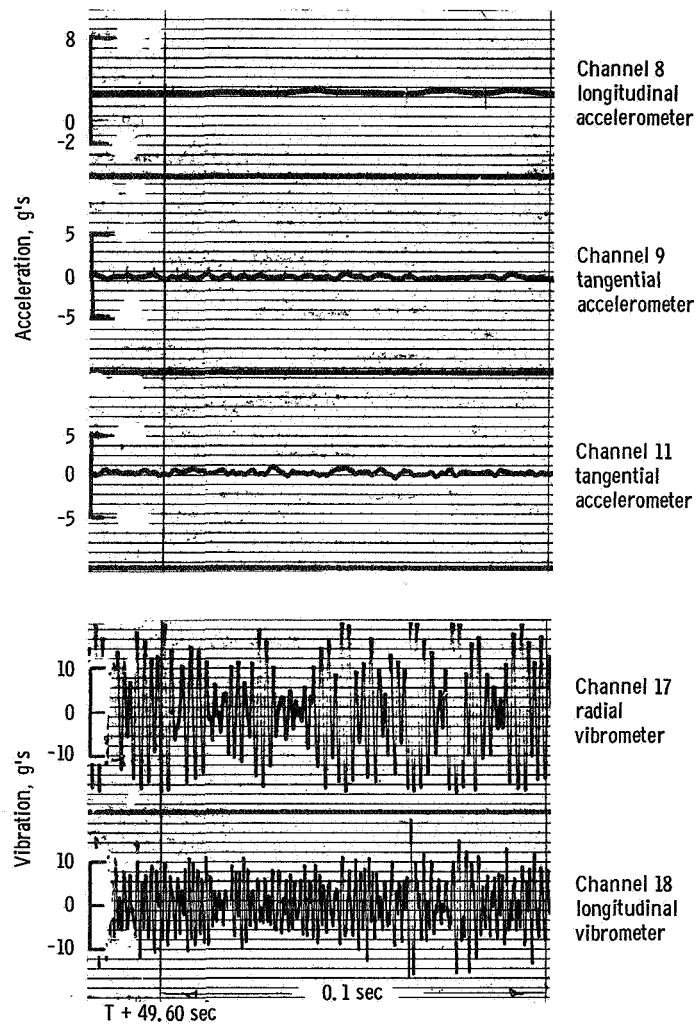 8
0
-2
Channel 8
longitudinal
accelerometer
Acceleration, g's
5
0
-5
Channel 9
tangential
accelerometer
5
0
-5
Channel 11
tangential
accelerometer
Vibration, g's
10
0
-10
Channel 17
radial
vibrometer
10
0
-10
Channel 18
longitudinal
vibrometer
0.1 sec
T + 49.60 sec